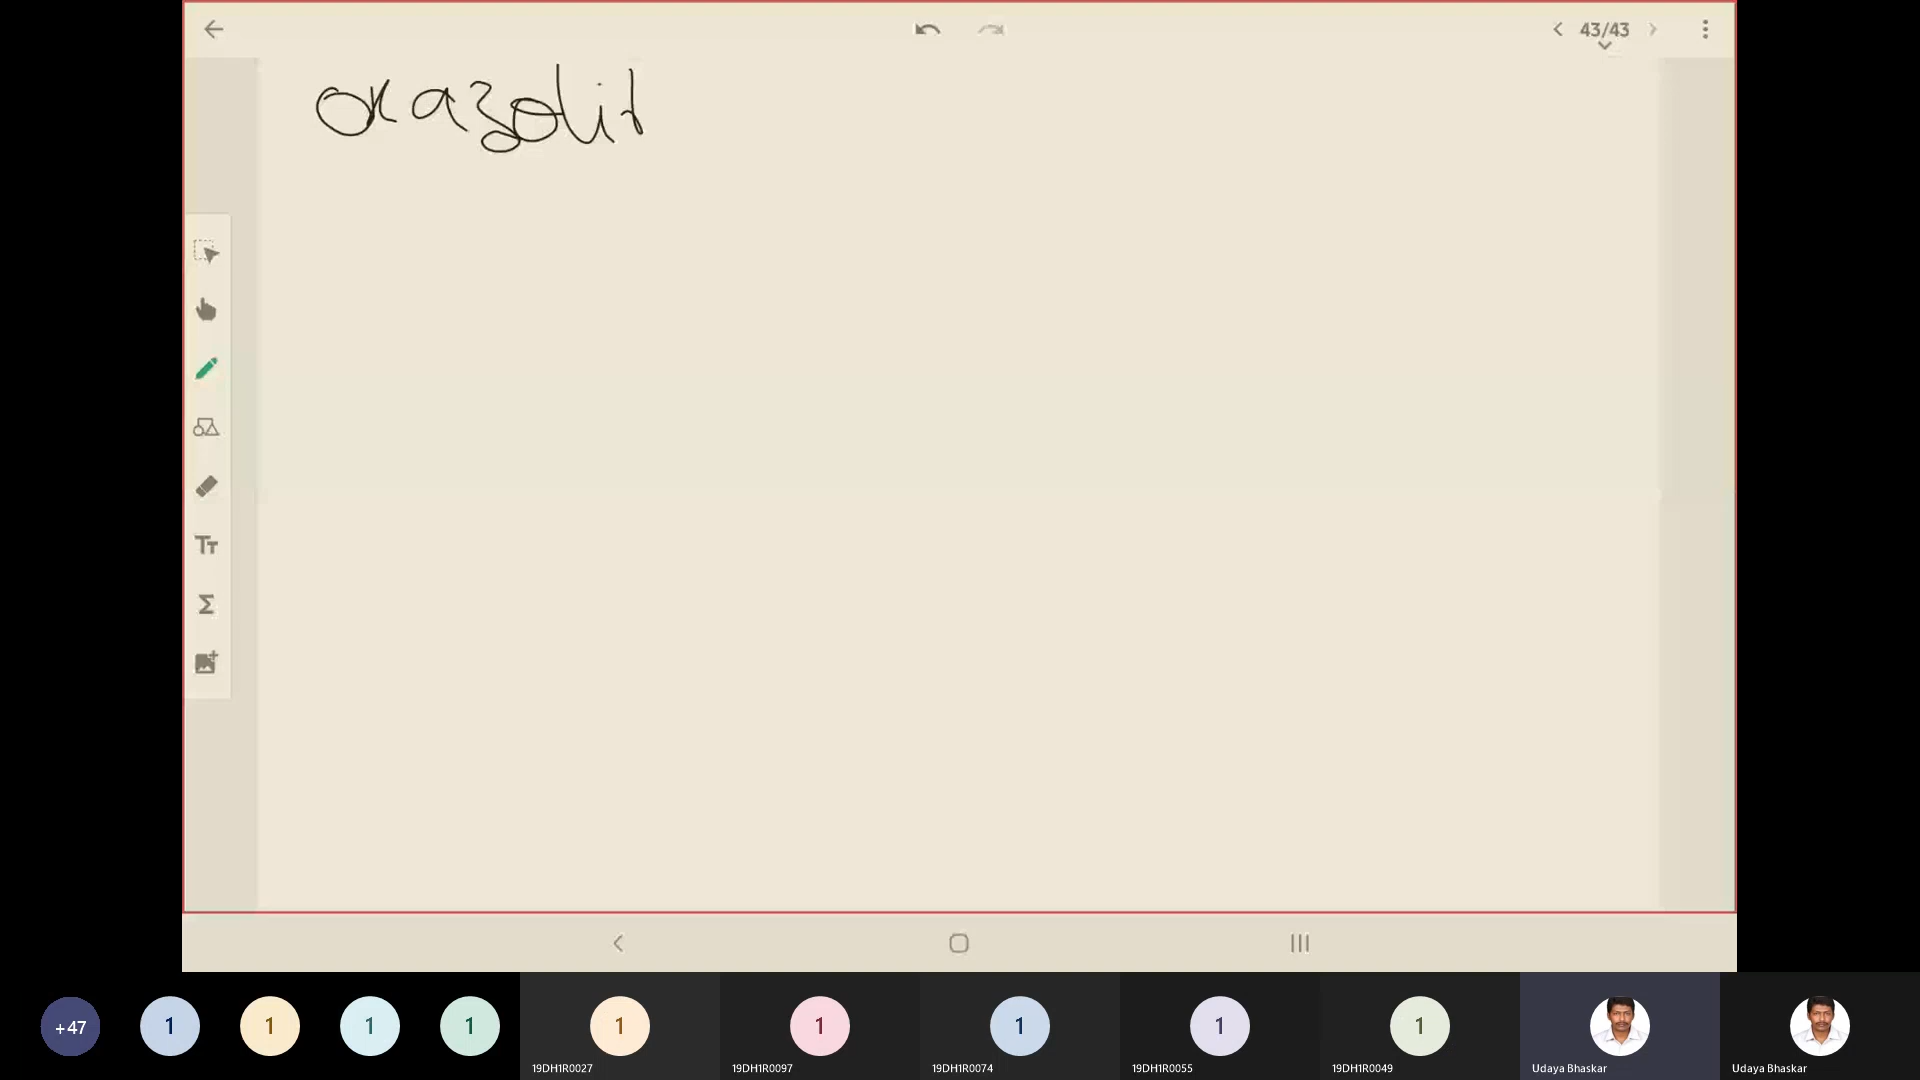 43/43
oxazolid
Tт
Σ
+47
1
1
1
1
1
1
1
1
1
19DH1R0027
19DH1R0097
19DH1R0074
19DH1R0055
19DH1R0049
Udaya Bhaskar
Udaya Bhaskar